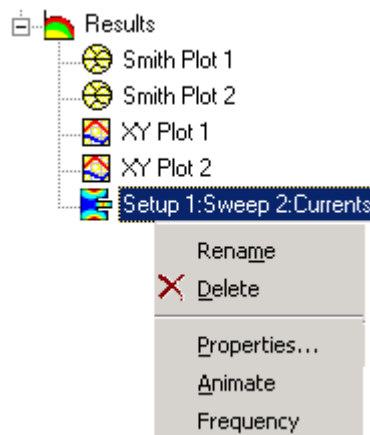 Results
Smith Plot 1
Smith Plot 2
XY Plot 1
XY Plot 2
Setup 1:Sweep 2:Currents
Rename
Delete
Properties...
Animate
Frequency